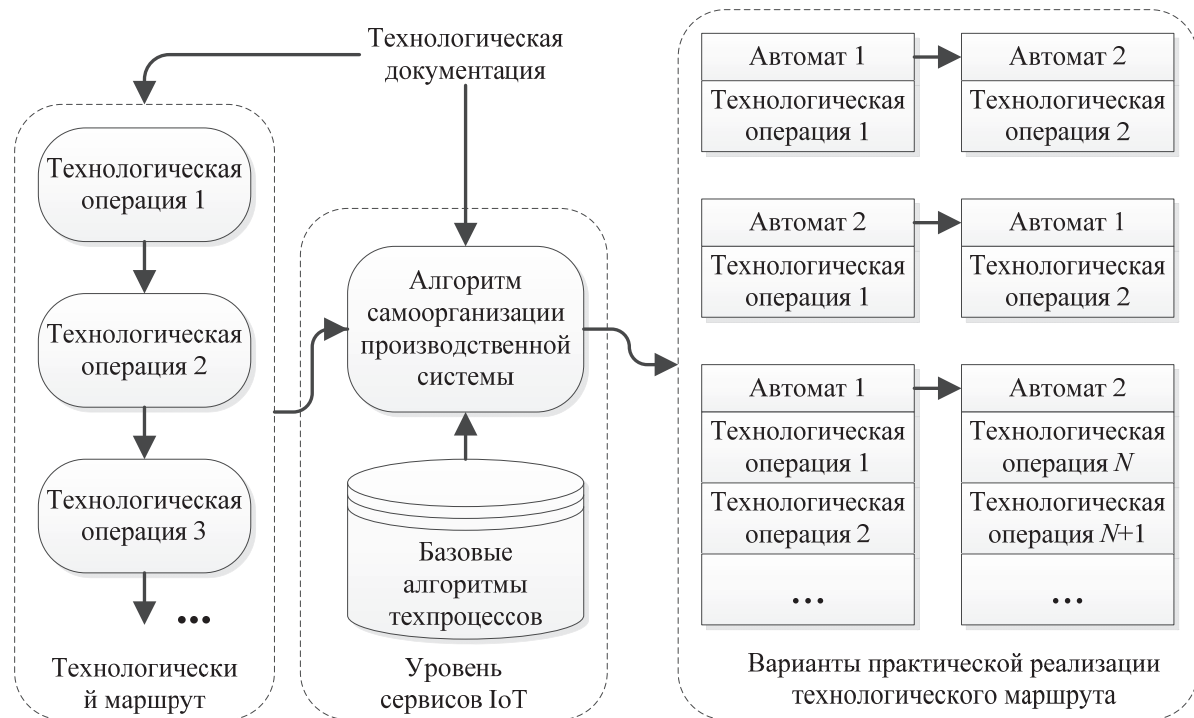 Технологическая
документация
Технологическая
операция 1
Технологическая
операция 2
Технологическая
операция 3
...
Технологически
й маршрут
Алгоритм
самоорганизации
производственной
системы
Базовые
алгоритмы
техпроцессов
Уровень
сервисов IoT
Автомат 1
Технологическая
операция 1
Автомат 2
Технологическая
операция 2
Автомат 2
Технологическая
операция 1
Автомат 1
Технологическая
операция 2
Автомат 1
Технологическая
операция 1
Технологическая
операция 2
...
Автомат 2
Технологическая
операция N
Технологическая
операция N+1
...
Варианты практической реализации
технологического маршрута